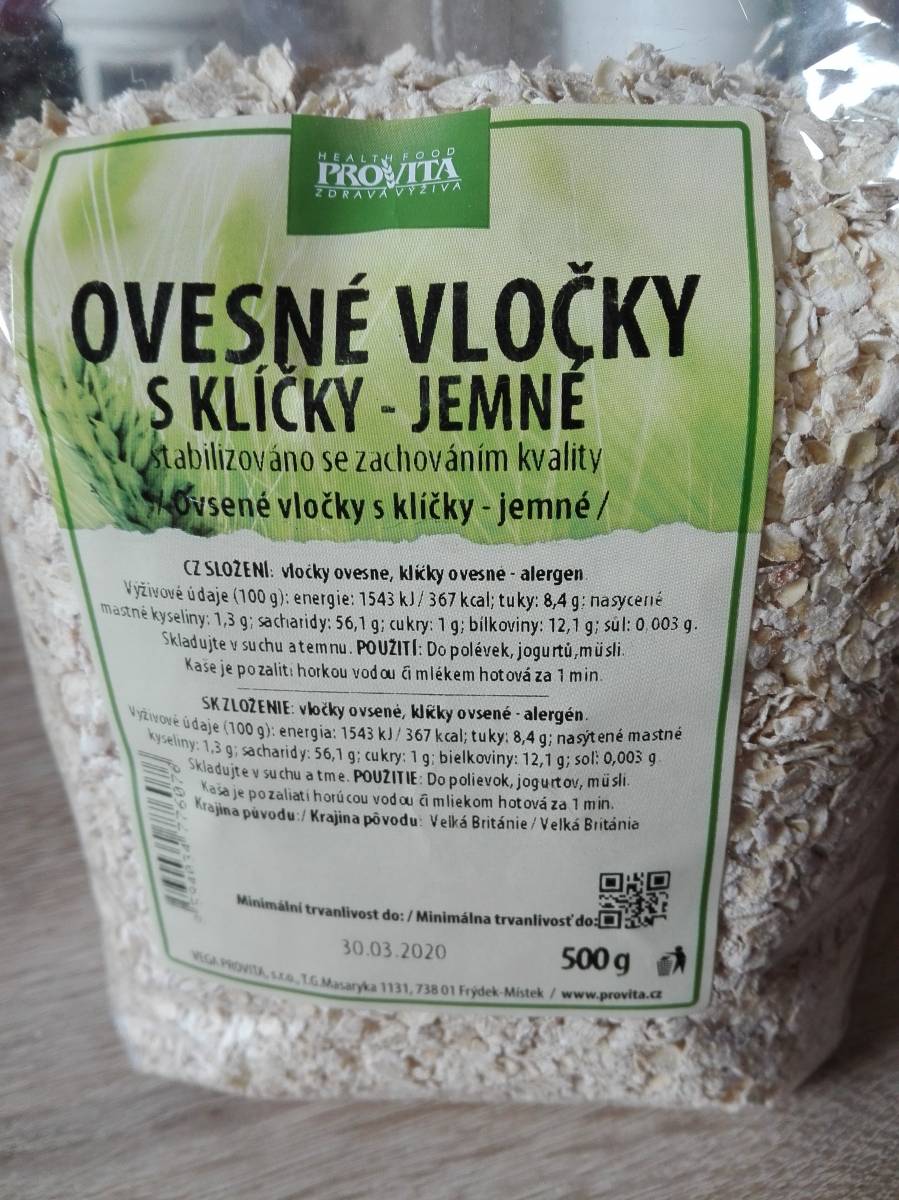 HEALTH FOOD
PROVITA
ZDRAVÁ VÝŽIVA
OVESNÉ VLOČKY
S KLÍČKY - JEMNÉ
stabilizováno se zachováním kvality
/ Ovsené vločky s klíčky - jemné /
CZ SLOŽENÍ: vločky ovesne, klíčky ovesné - alergen.
Výživové údaje (100 g): energie: 1543 kJ / 367 kcal; tuky: 8,4 g; nasycené
mastné kyseliny: 1,3 g; sacharidy: 56,1 g; cukry: 1 g; bílkoviny: 12,1 g; sůl: 0,003 g.
Skladujte v suchu a temnu. POUŽITÍ: Do polévek, jogurtů, müsli.
Kaše je po zalití horkou vodou či mlékem hotová za 1 min.
SK ZLOŽENIE: vločky ovsené, klíčky ovsené - alergén.
Výživové údaje (100 g): energia: 1543 kJ / 367 kcal; tuky: 8,4 g; nasýtené mastné
kyseliny: 1,3 g; sacharidy: 56,1 g; cukry: 1 g; bielkoviny: 12,1 g; soľ: 0,003 g.
Skladujte v suchu a tme. POUŽITIE: Do polievok, jogurtov, müsli.
Kaša je po zaliatí horúcou vodou či mliekom hotová za 1 min.
Krajina původu: / Krajina pôvodu: Velká Británie / Velká Británia
Minimální trvanlivost do: / Minimálna trvanlivosť do:
30.03.2020
500 g
VEGA PROVITA, s.r.o., T.G.Masaryka 1131, 738 01 Frýdek-Místek / www.provita.cz